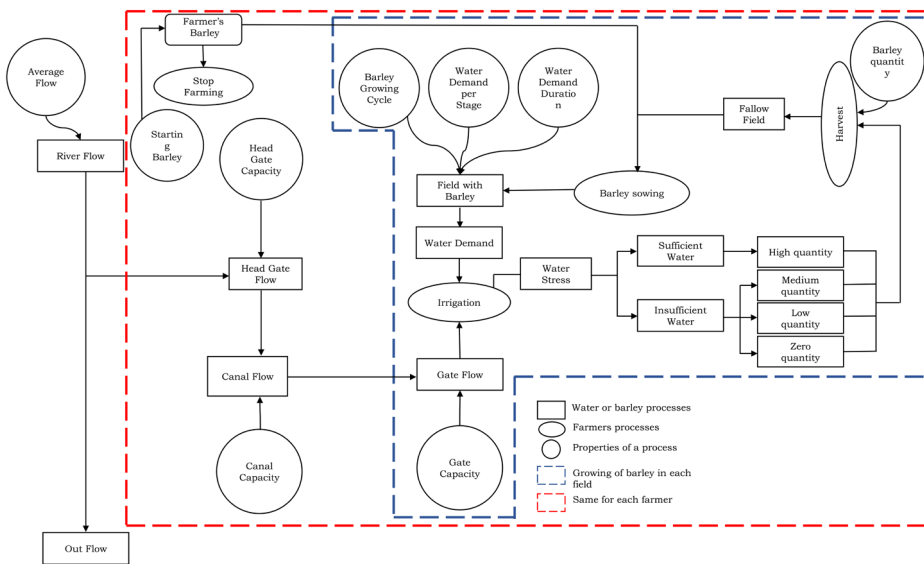 Farmer's
Barley
Average
Flow
Stop
Farming
Barley
Growing
Cycle
Water
Demand
per
Stage
Water
Demand
Duratio
n
Barley
quantit
y
Fallow
Field
Harvest
River Flow
Startin
g
Barley
Head
Gate
Capacity
Field with
Barley
Barley sowing
Water Demand
Sufficient
Water
High quantity
Head Gate
Flow
Irrigation
Water
Stress
Medium
quantity
Insufficient
Water
Low
quantity
Zero
quantity
Canal Flow
Gate Flow
Canal
Capacity
Gate
Capacity
Water or barley processes
Farmers processes
Properties of a process
Growing of barley in each
field
Same for each farmer
Out Flow